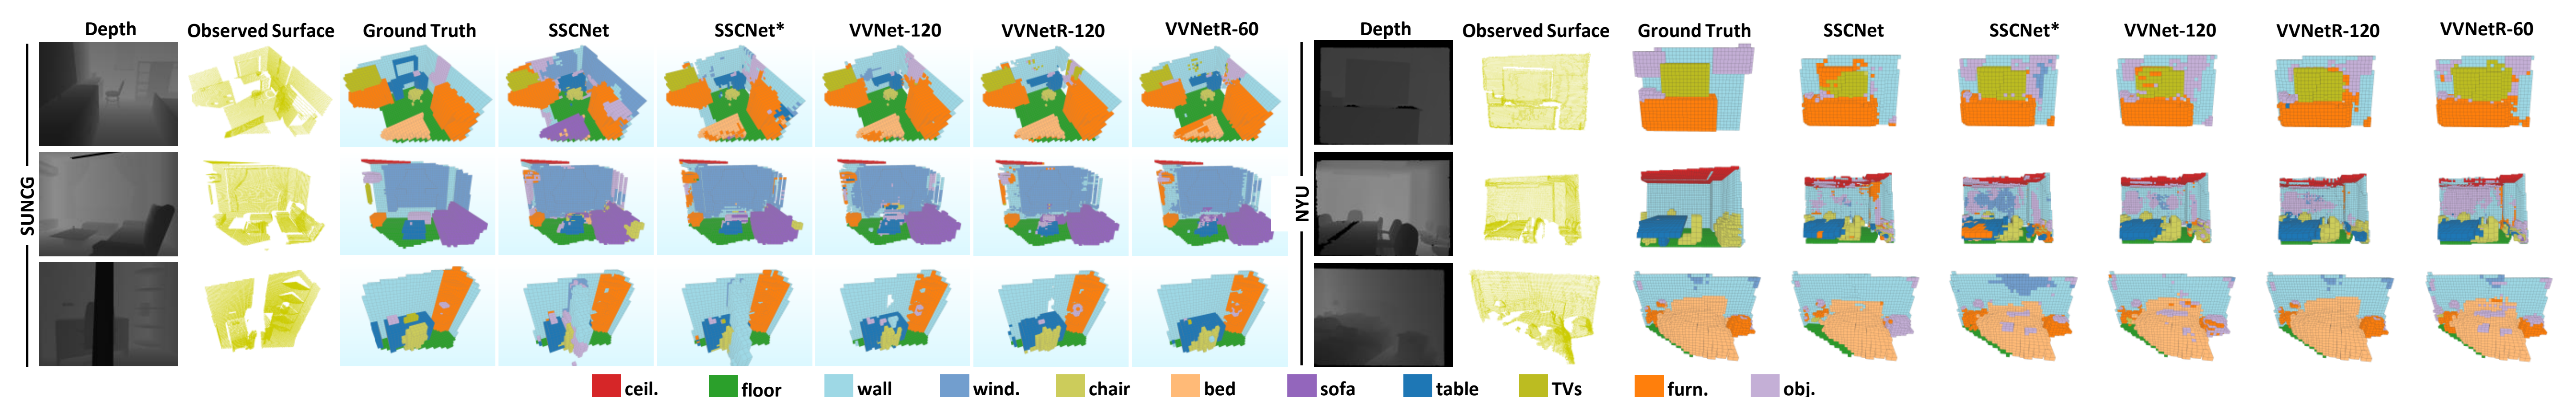 Depth Observed Surface Ground Truth SSCNet SSCNet* VVNet-120 VVNetR-120 VVNetR-60
SUNCG
Depth Observed Surface Ground Truth SSCNet SSCNet* VVNet-120 VVNetR-120 VVNetR-60
NYU
ceil. floor wall wind. chair bed sofa table TVs furn. obj.